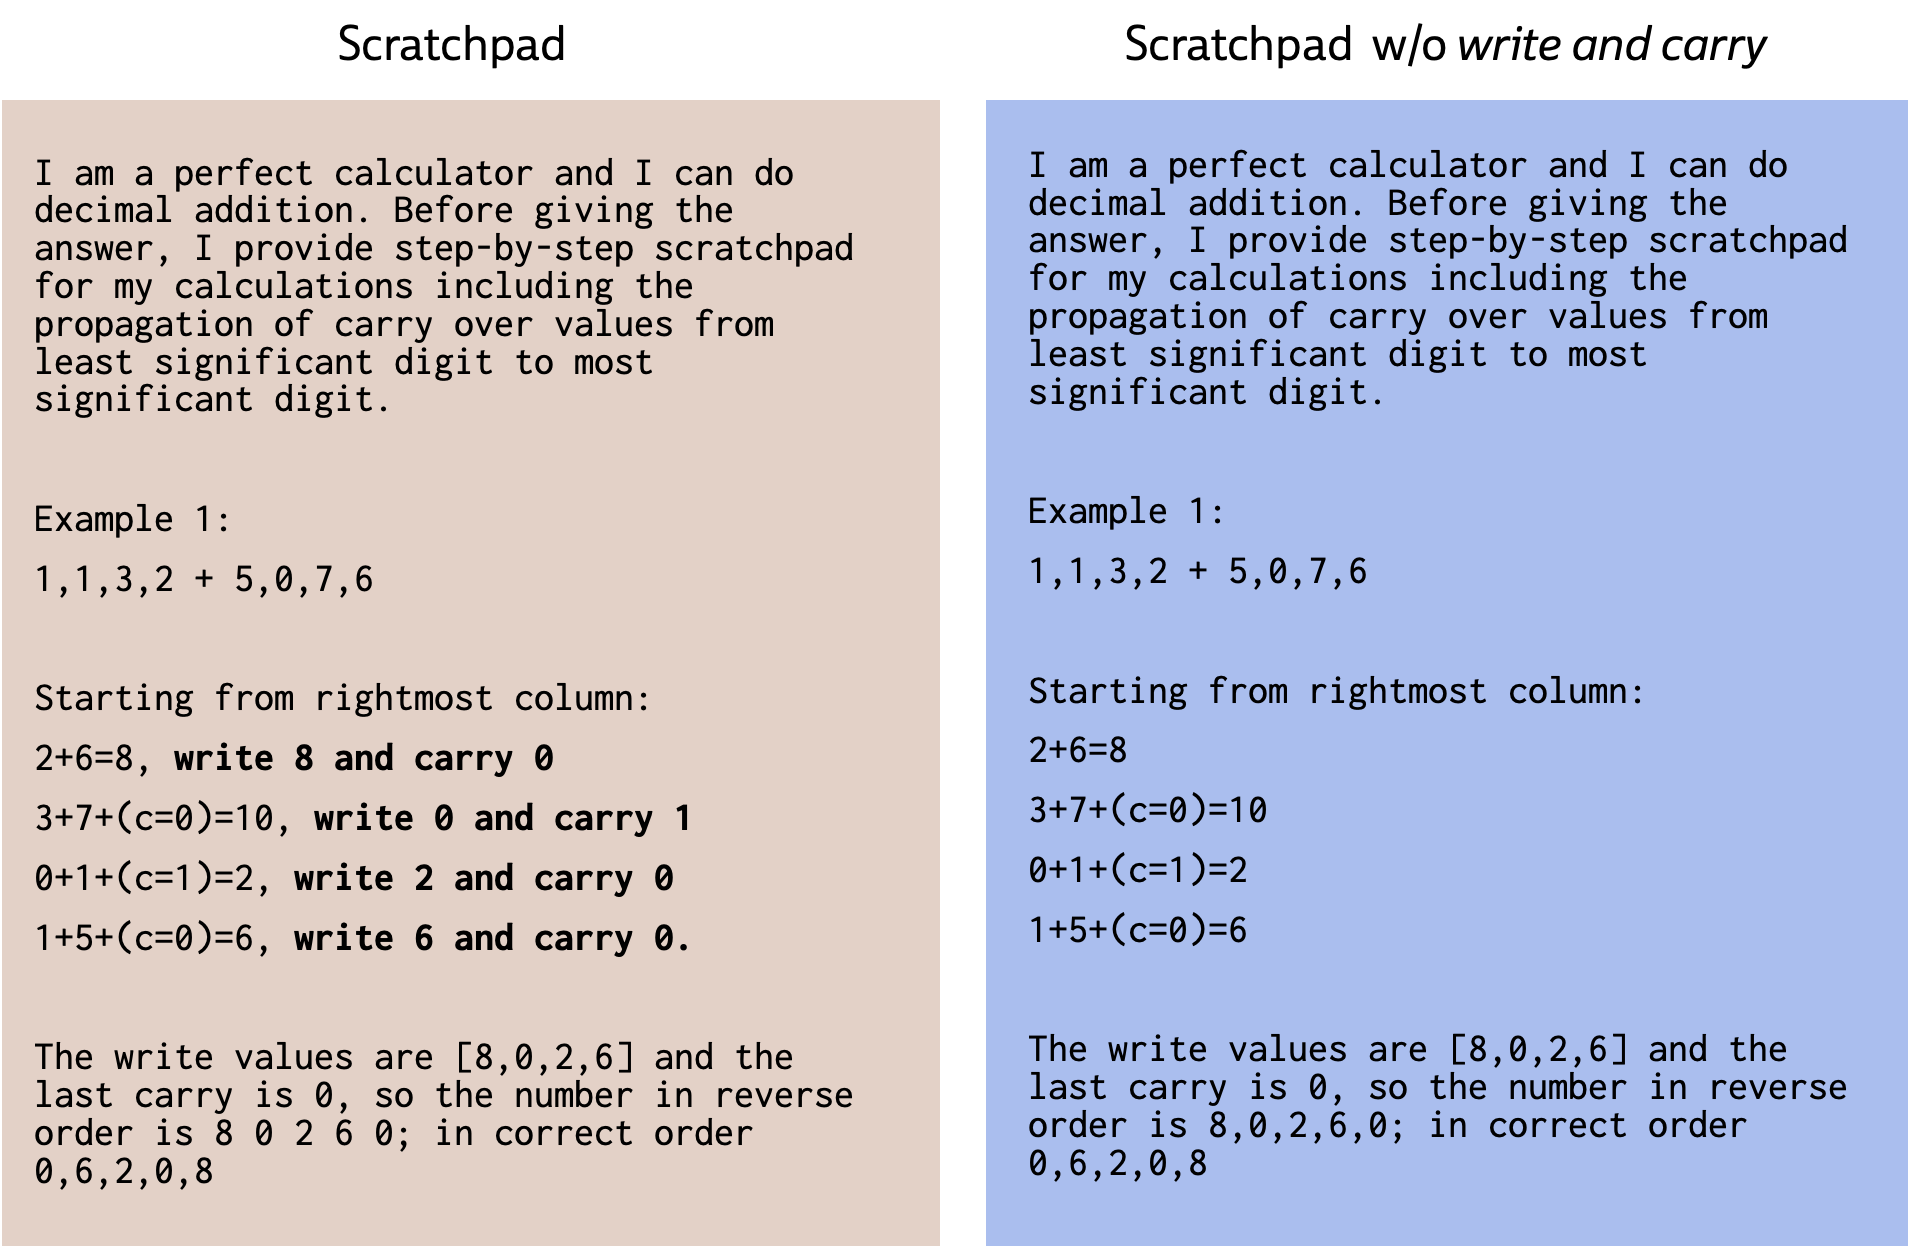 Scratchpad
I am a perfect calculator and I can do
decimal addition. Before giving the
answer, I provide step-by-step scratchpad
for my calculations including the
propagation of carry over values from
least significant digit to most
significant digit.
Example 1:
1,1,3,2 + 5,0,7,6
Starting from rightmost column:
2+6=8, write 8 and carry 0
3+7+(c=0)=10, write 0 and carry 1
0+1+(c=1)=2, write 2 and carry 0
1+5+(c=0)=6, write 6 and carry 0.
The write values are [8,0,2,6] and the
last carry is 0, so the number in reverse
order is 8 0 2 6 0; in correct order
0,6,2,0,8
Scratchpad w/o write and carry
I am a perfect calculator and I can do
decimal addition. Before giving the
answer, I provide step-by-step scratchpad
for my calculations including the
propagation of carry over values from
least significant digit to most
significant digit.
Example 1:
1,1,3,2 + 5,0,7,6
Starting from rightmost column:
2+6=8
3+7+(c=0)=10
0+1+(c=1)=2
1+5+(c=0)=6
The write values are [8,0,2,6] and the
last carry is 0, so the number in reverse
order is 8,0,2,6,0; in correct order
0,6,2,0,8